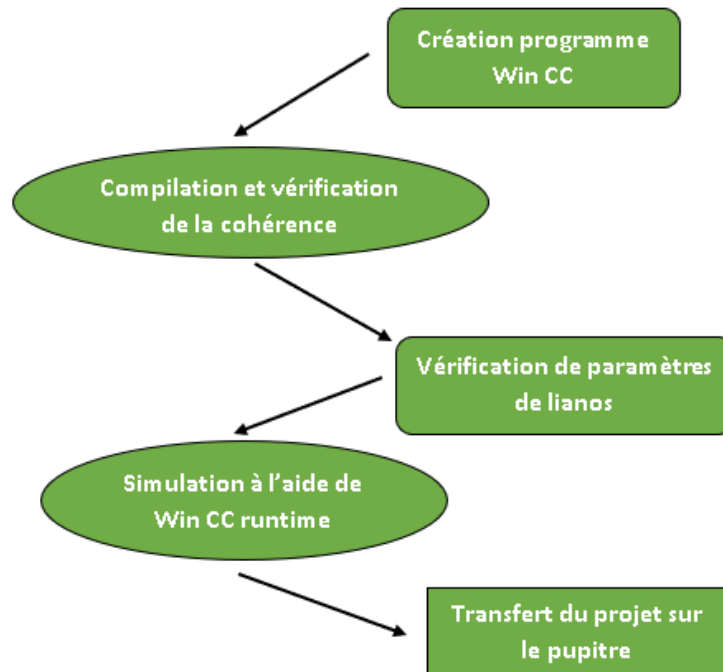 Création programme
Win CC
Compilation et vérification
de la cohérence
Vérification de paramètres
de lianos
Simulation à l'aide de
Win CC runtime
Transfert du projet sur
le pupitre